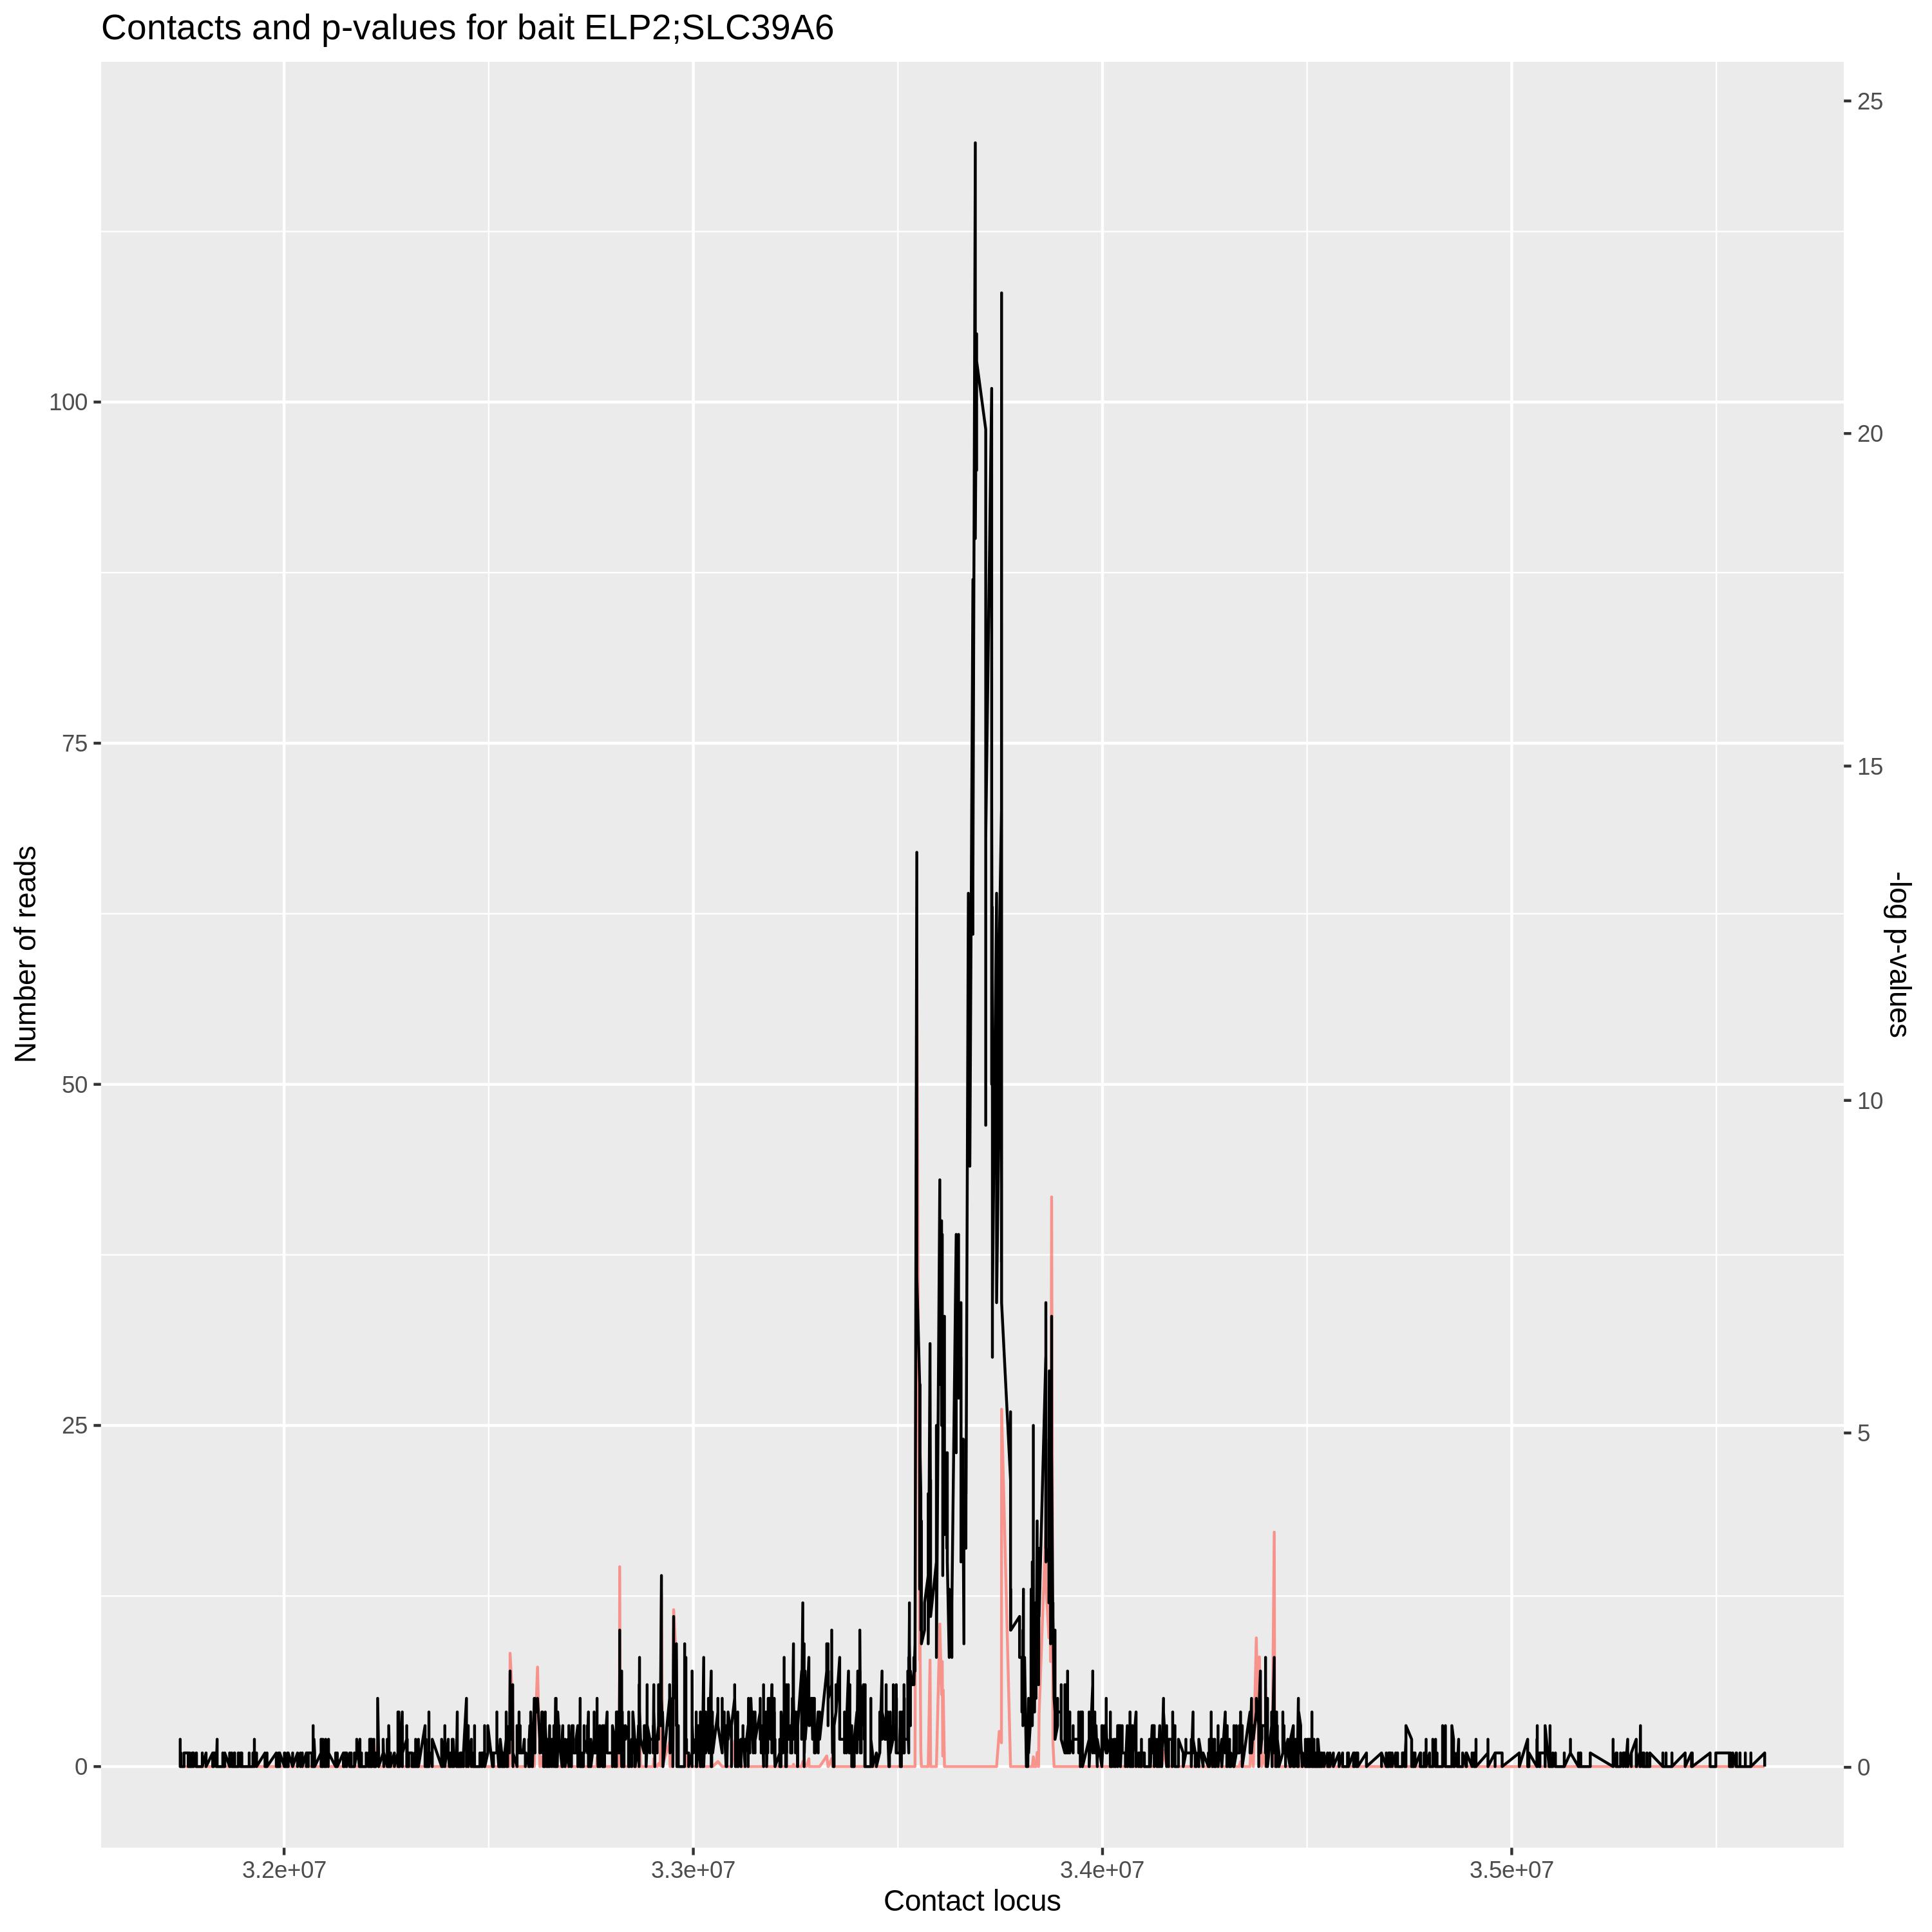 Contacts and p-values for bait ELP2;SLC39A6
25
20
15
10
5
0
100
75
50
25
0
Number of reads
-log p-values
3.2e+07
3.3e+07
3.4e+07
3.5e+07
Contact locus